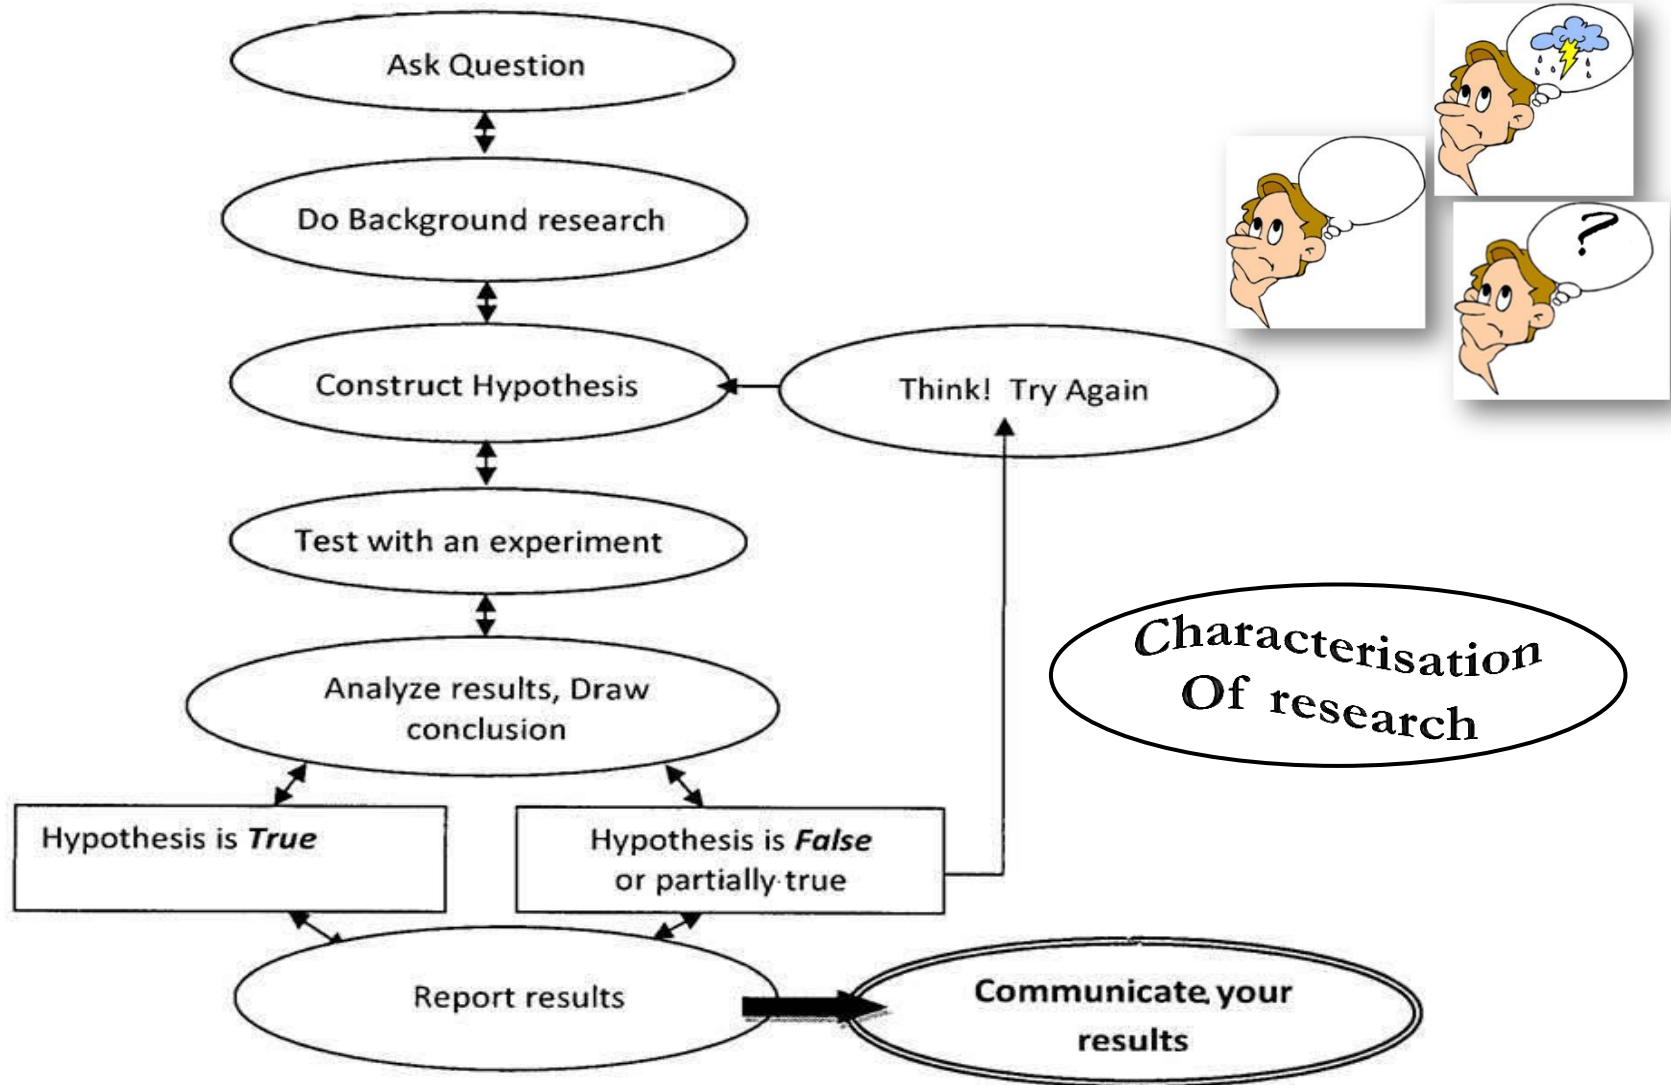 Ask Question
Do Background research
Construct Hypothesis
Think! Try Again
Test with an experiment
Analyze results, Draw
conclusion
Hypothesis is True
Hypothesis is False
or partially true
Report results
Communicate your
results
Characterisation
Of research
?